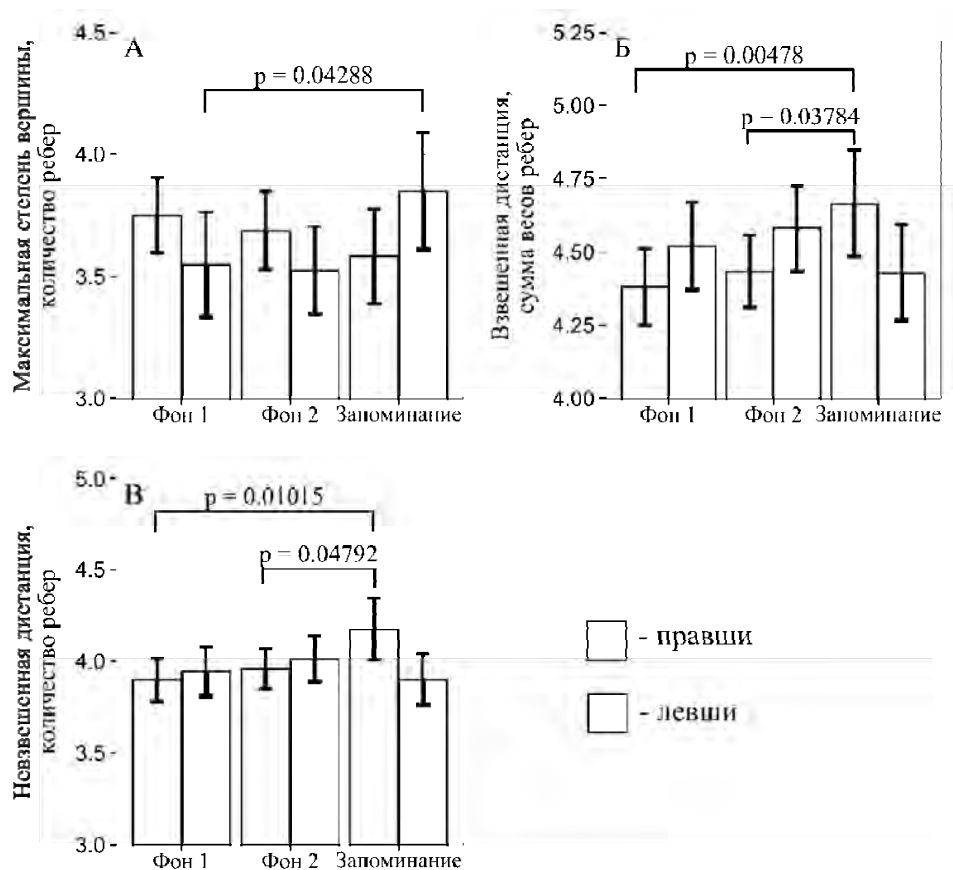 Максимальная степень вершины,
количество ребер
4.5
4.0
3.5
3.0
А
p = 0.04288
Фон 1
Фон 2
Запоминание
Взвешенная дистанция,
сумма весов ребер
5.25
5.00
4.75
4.50
4.25
4.00
Б
p = 0.00478
p = 0.03784
Фон 1
Фон 2
Запоминание
Невзвешенная дистанция,
количество ребер
5.0
4.5
4.0
3.5
3.0
В
p = 0.01015
p = 0.04792
Фон 1
Фон 2
Запоминание
- правши
- левши